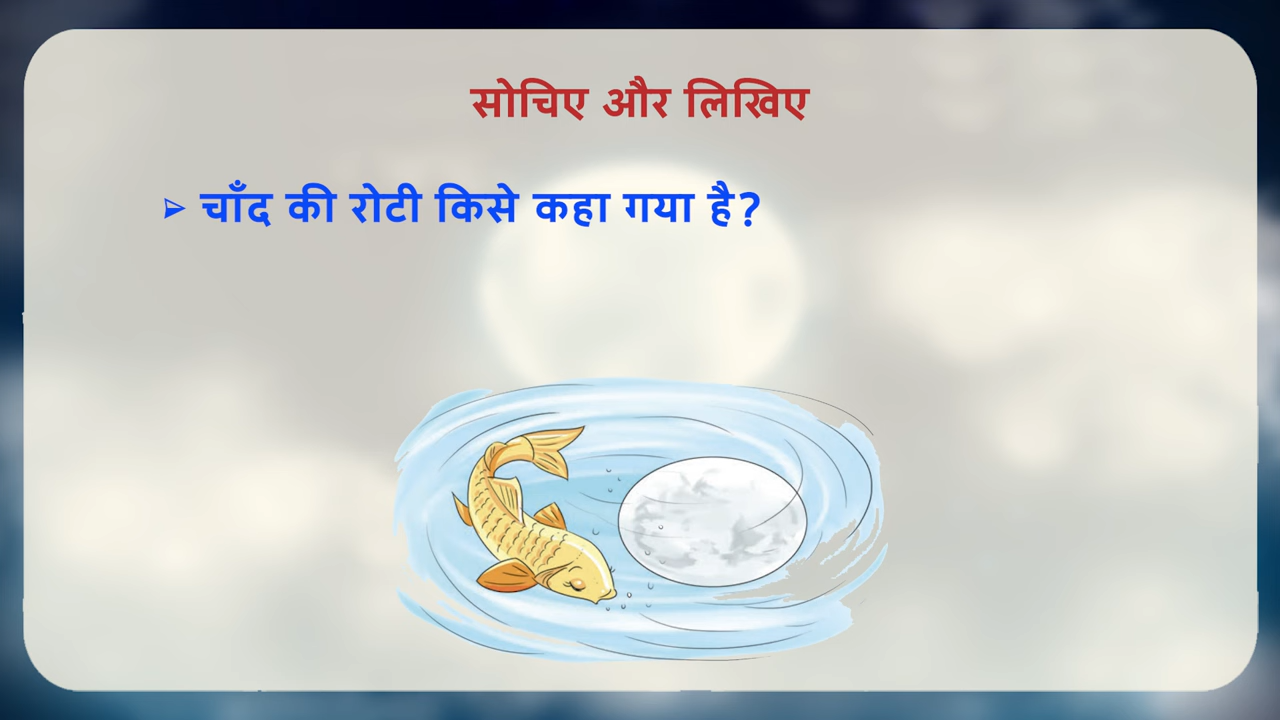 सोचिए और लिखिए
➢ चाँद की रोटी किसे कहा गया है?